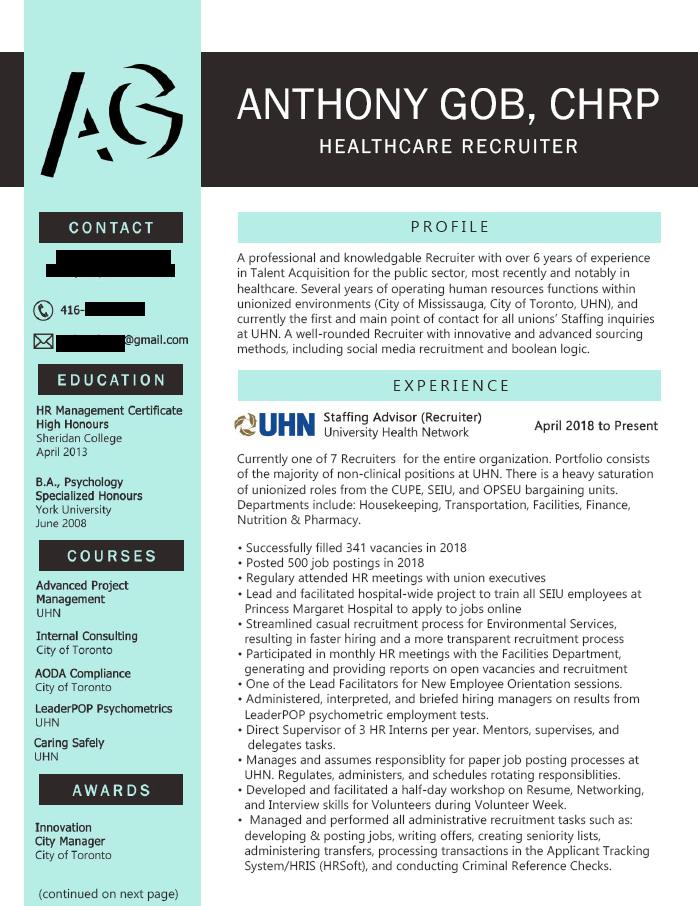 AG
ANTHONY GOB, CHRP
HEALTHCARE RECRUITER
CONTACT
416-
@gmail.com
EDUCATION
HR Management Certificate
High Honours
Sheridan College
April 2013
B.A., Psychology
Specialized Honours
York University
June 2008
COURSES
Advanced Project
Management
UHN
Internal Consulting
City of Toronto
AODA Compliance
City of Toronto
LeaderPOP Psychometrics
UHN
Caring Safely
UHN
AWARDS
Innovation
City Manager
City of Toronto
(continued on next page)
PROFILE
A professional and knowledgable Recruiter with over 6 years of experience
in Talent Acquisition for the public sector, most recently and notably in
healthcare. Several years of operating human resources functions within
unionized environments (City of Mississauga, City of Toronto, UHN), and
currently the first and main point of contact for all unions' Staffing inquiries
at UHN. A well-rounded Recruiter with innovative and advanced sourcing
methods, including social media recruitment and boolean logic.
EXPERIENCE
UHN
Staffing Advisor (Recruiter)
University Health Network
April 2018 to Present
Currently one of 7 Recruiters for the entire organization. Portfolio consists
of the majority of non-clinical positions at UHN. There is a heavy saturation
of unionized roles from the CUPE, SEIU, and OPSEU bargaining units.
Departments include: Housekeeping, Transportation, Facilities, Finance,
Nutrition & Pharmacy.
• Successfully filled 341 vacancies in 2018
• Posted 500 job postings in 2018
• Regulary attended HR meetings with union executives
• Lead and facilitated hospital-wide project to train all SEIU employees at
Princess Margaret Hospital to apply to jobs online
• Streamlined casual recruitment process for Environmental Services,
resulting in faster hiring and a more transparent recruitment process
• Participated in monthly HR meetings with the Facilities Department,
generating and providing reports on open vacancies and recruitment
• One of the Lead Facilitators for New Employee Orientation sessions.
• Administered, interpreted, and briefed hiring managers on results from
LeaderPOP psychometric employment tests.
• Direct Supervisor of 3 HR Interns per year. Mentors, supervises, and
delegates tasks.
• Manages and assumes responsiblity for paper job posting processes at
UHN. Regulates, administers, and schedules rotating responsiblities.
• Developed and facilitated a half-day workshop on Resume, Networking,
and Interview skills for Volunteers during Volunteer Week.
• Managed and performed all administrative recruitment tasks such as:
developing & posting jobs, writing offers, creating seniority lists,
administering transfers, processing transactions in the Applicant Tracking
System/HRIS (HRSoft), and conducting Criminal Reference Checks.